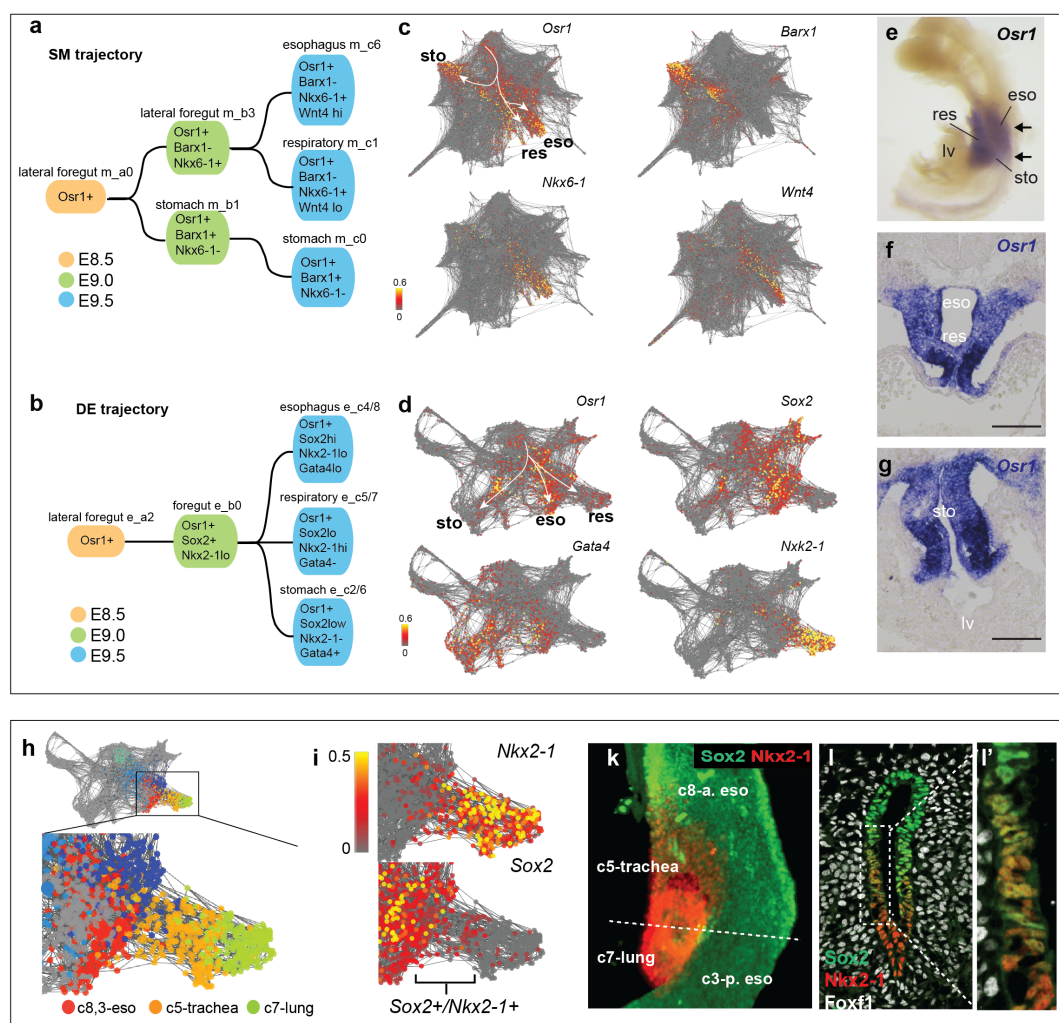 a
SM trajectory
esophagus m_c6
Osr1+
Barx1-
Nkx6-1+
Wnt4 hi
lateral foregut m_b3
Osr1+
Barx1-
Nkx6-1+
respiratory m_c1
Osr1+
Barx1-
Nkx6-1+
Wnt4 lo
lateral foregut m_a0
Osr1+
stomach m_b1
Osr1+
Barx1+
Nkx6-1-
stomach m_c0
Osr1+
Barx1+
Nkx6-1-
E8.5
E9.0
E9.5
b
DE trajectory
esophagus e_c4/8
Osr1+
Sox2hi
Nkx2-1lo
Gata4lo
foregut e_b0
Osr1+
Sox2+
Nkx2-1lo
respiratory e_c5/7
Osr1+
Sox2lo
Nkx2-1hi
Gata4-
lateral foregut e_a2
Osr1+
stomach e_c2/6
Osr1+
Sox2low
Nkx2-1-
Gata4+
E8.5
E9.0
E9.5
c
Osr1
sto
eso
res
Barx1
Nkx6-1
Wnt4
0.6
0
d
Osr1
sto
eso
res
Sox2
Gata4
Nxk2-1
0.6
0
e
Osr1
eso
res
lv
sto
f
Osr1
eso
res
g
Osr1
sto
lv
h
c8,3-eso
c5-trachea
c7-lung
i
0.5
0
Nkx2-1
Sox2
Sox2+/Nkx2-1+
k
Sox2 Nkx2-1
c8-a. eso
c5-trachea
c7-lung
c3-p. eso
l
Sox2
Nkx2-1
Foxf1
l'